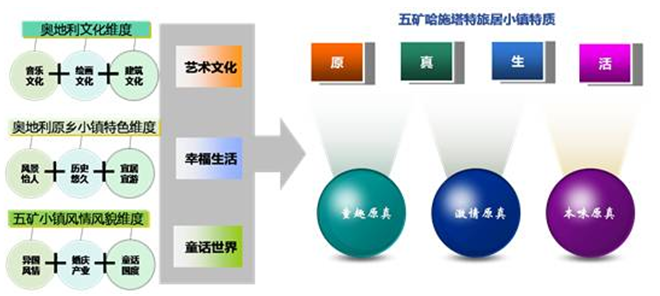 奥地利文化维度
音乐
文化
绘画
文化
建筑
文化
艺术文化
奥地利原乡小镇特色维度
风景
怡人
历史
悠久
宜居
宜游
幸福生活
五矿小镇风情风貌维度
异国
风情
婚庆
产业
童话
国度
童话世界
五矿哈施塔特旅居小镇特质
原
真
生
活
童趣原真
激情原真
本味原真